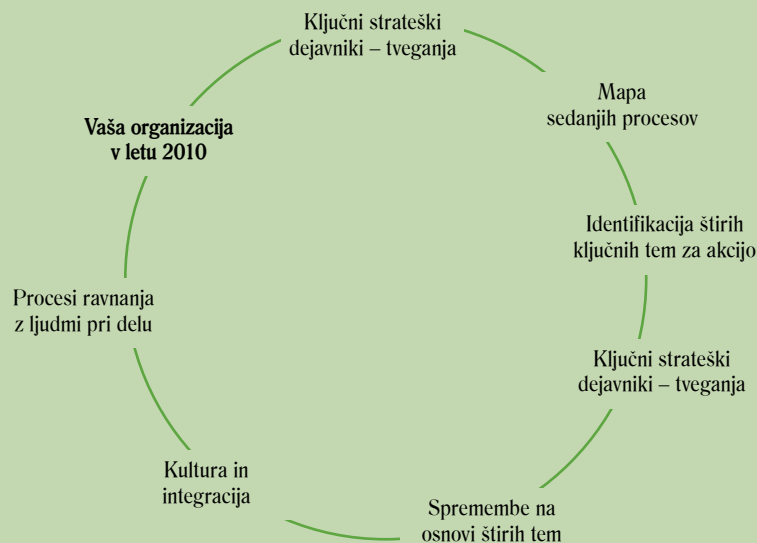 Ključni strateški
dejavniki – tveganja
Mapa
sedanjih procesov
Vaša organizacija
v letu 2010
Identifikacija štirih
ključnih tem za akcijo
Procesi ravnanja
z ljudmi pri delu
Ključni strateški
dejavniki – tveganja
Kultura in
integracija
Spremembe na
osnovi štirih tem